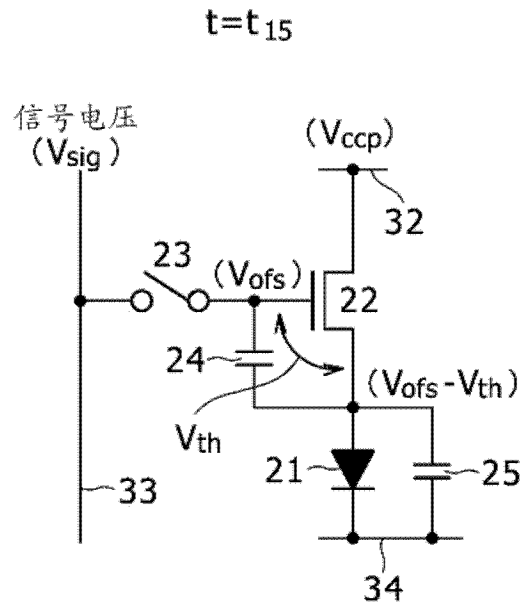 t=t15
信号电压
(Vsig)
(Vccp)
32
23
(Vofs)
22
24
(Vofs-Vth)
Vth
21
25
33
34